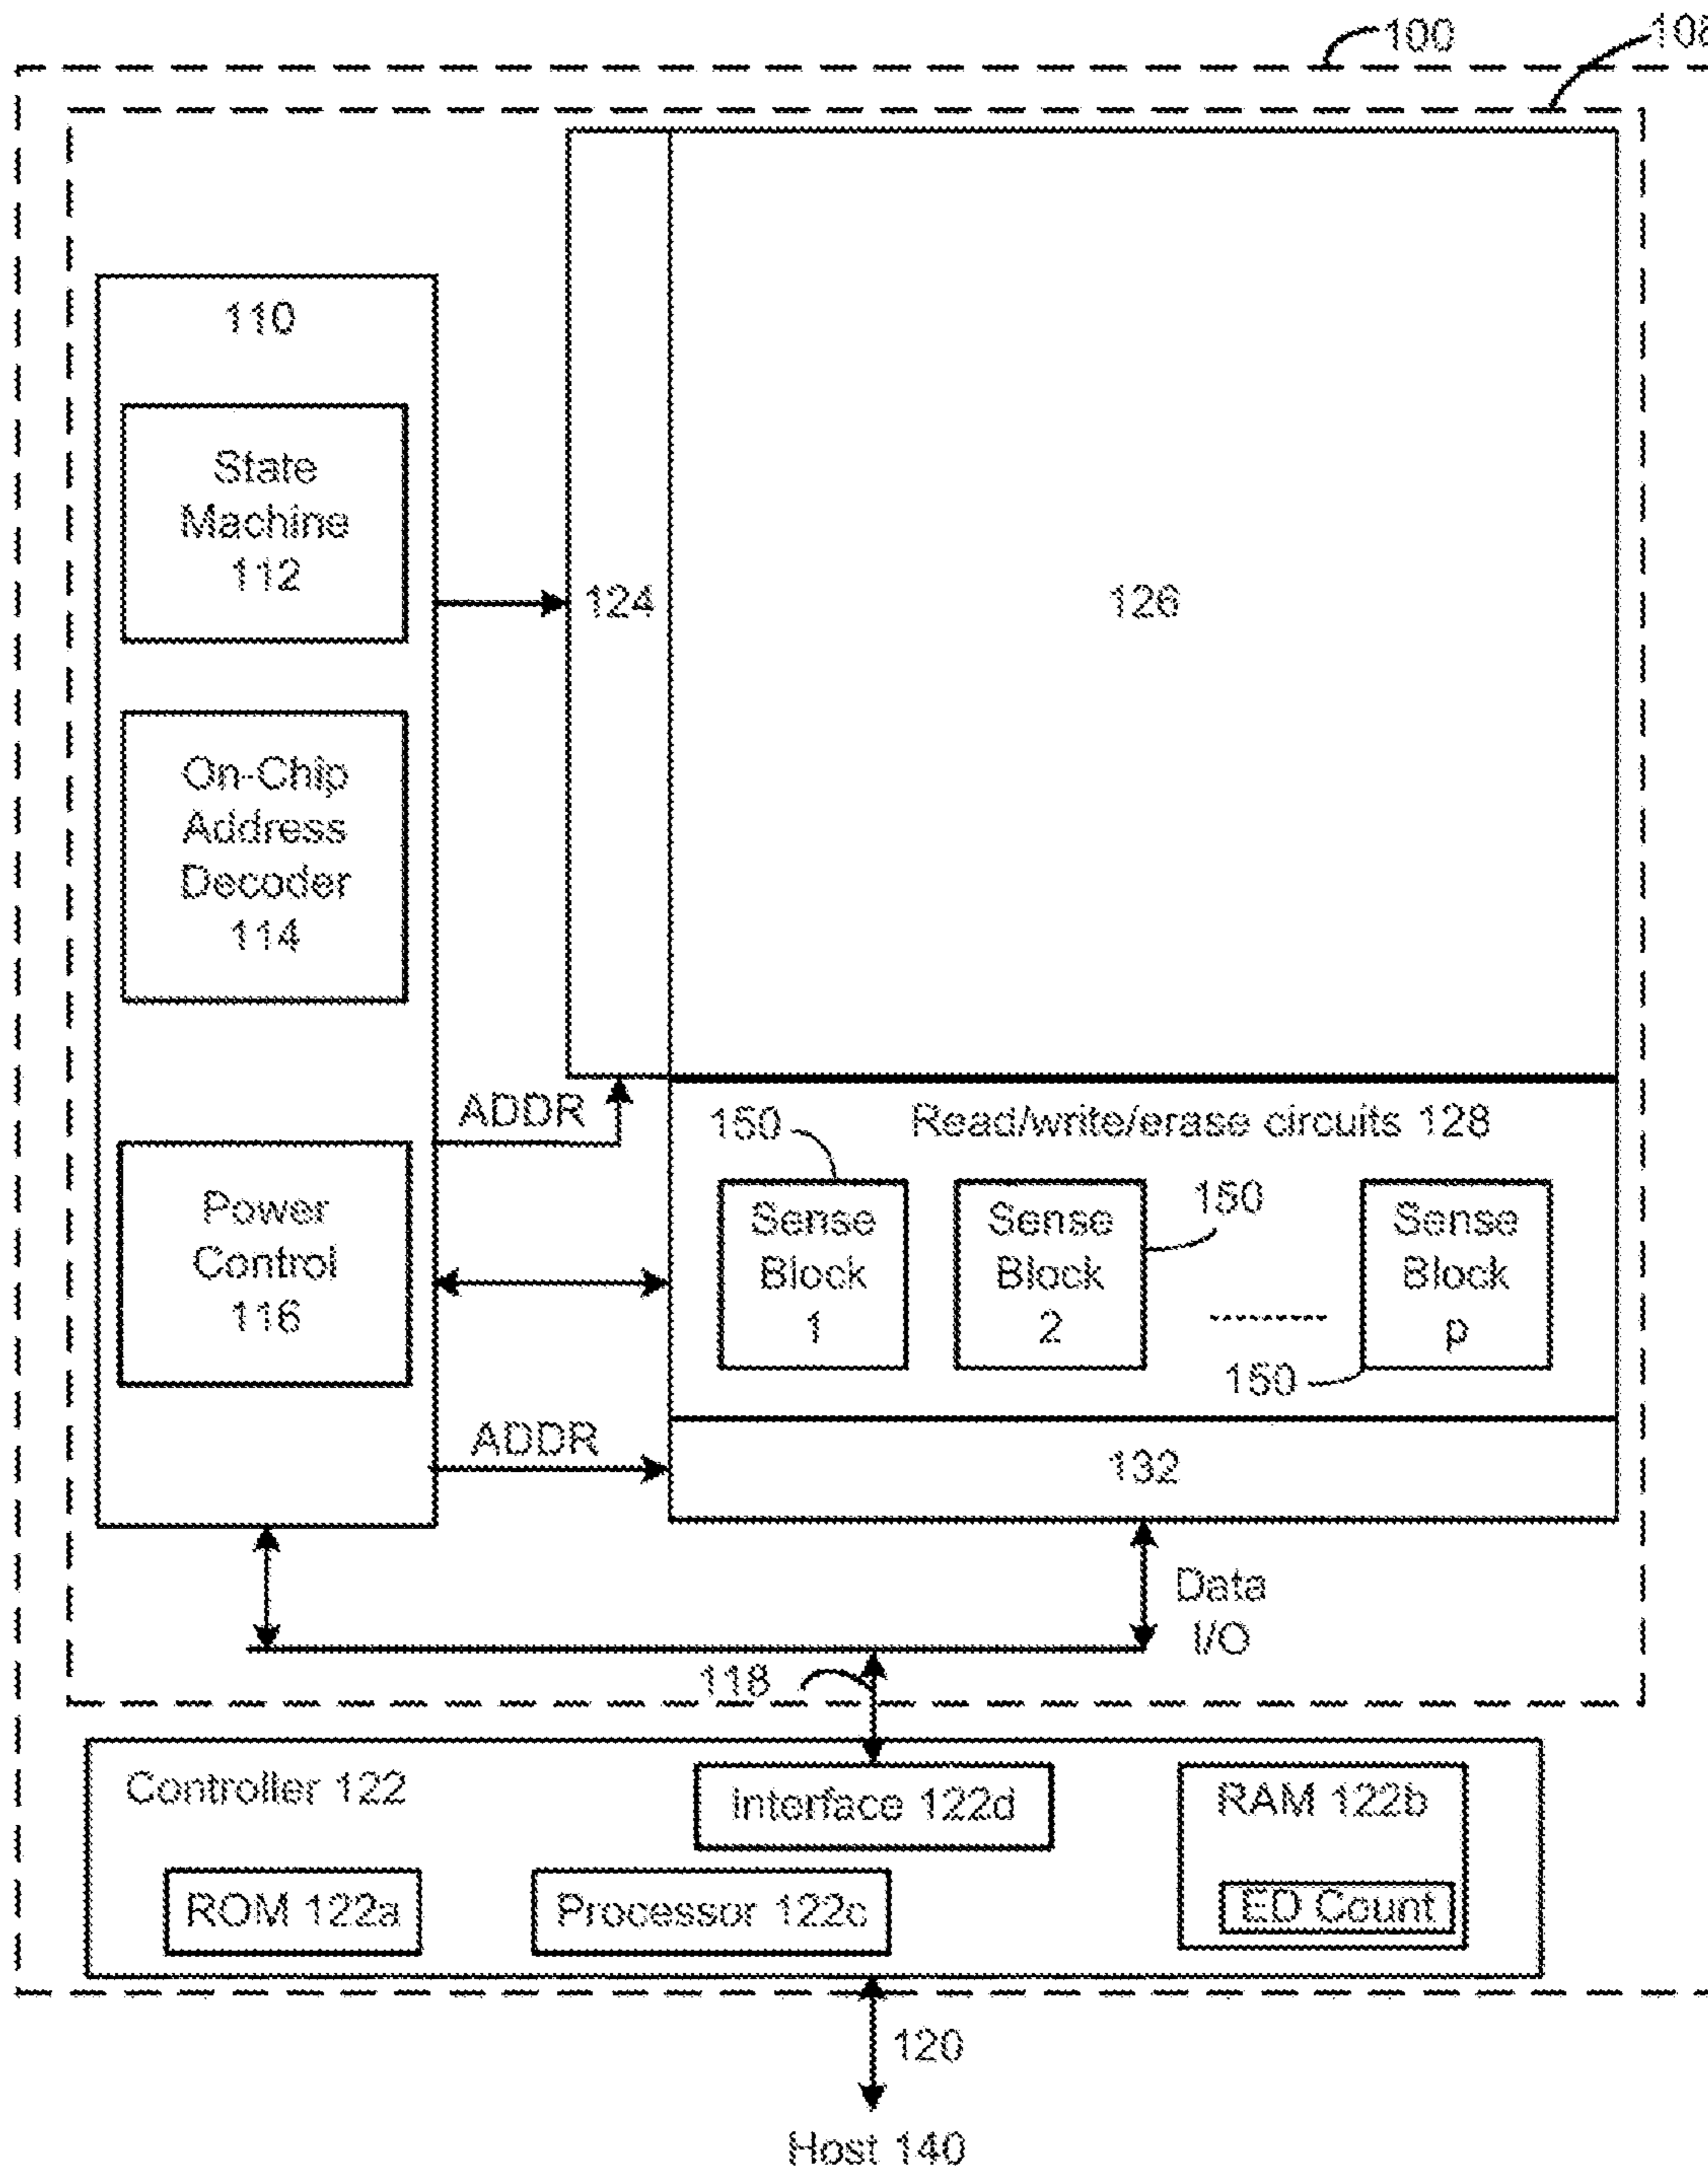 100
108
110
State
Machine
112
124
126
On-Chip
Address
Decoder
114
ADDR
150
Read/write/erase circuits 128
Power
Control
116
Sense
Block
1
Sense
Block
2
150
Sense
Block
p
150
ADDR
132
Data
I/O
118
Controller 122
Interface 122d
RAM 122b
ROM 122a
Processor 122c
ED Count
120
Host 140